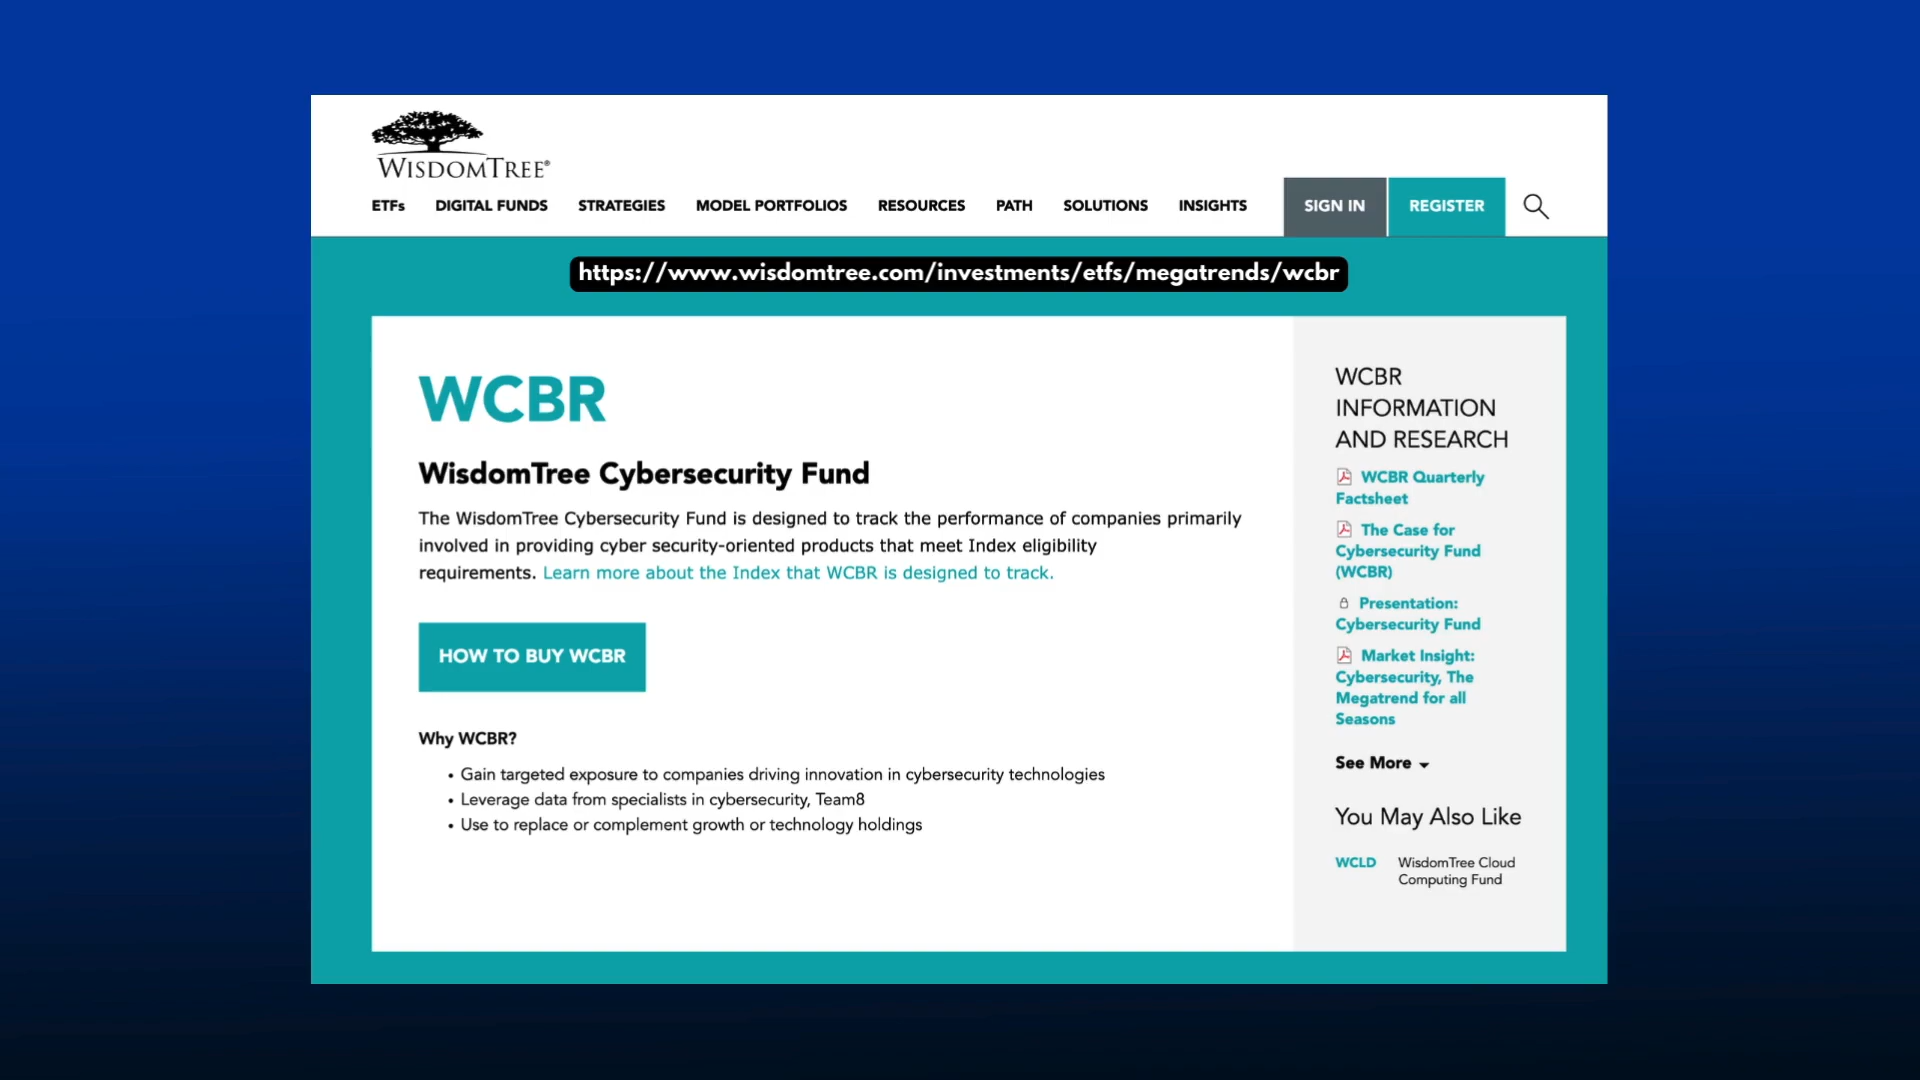 WISDOMTREE®
ETFs DIGITAL FUNDS STRATEGIES MODEL PORTFOLIOS RESOURCES PATH SOLUTIONS INSIGHTS SIGN IN REGISTER
https://www.wisdomtree.com/investments/etfs/megatrends/wcbr
WCBR
WisdomTree Cybersecurity Fund
The WisdomTree Cybersecurity Fund is designed to track the performance of companies primarily
involved in providing cyber security-oriented products that meet Index eligibility
requirements. Learn more about the Index that WCBR is designed to track.
HOW TO BUY WCBR
Why WCBR?
• Gain targeted exposure to companies driving innovation in cybersecurity technologies
• Leverage data from specialists in cybersecurity, Team8
• Use to replace or complement growth or technology holdings
WCBR
INFORMATION
AND RESEARCH
WCBR Quarterly
Factsheet
The Case for
Cybersecurity Fund
(WCBR)
Presentation:
Cybersecurity Fund
Market Insight:
Cybersecurity, The
Megatrend for all
Seasons
See More
You May Also Like
WCLD WisdomTree Cloud
Computing Fund